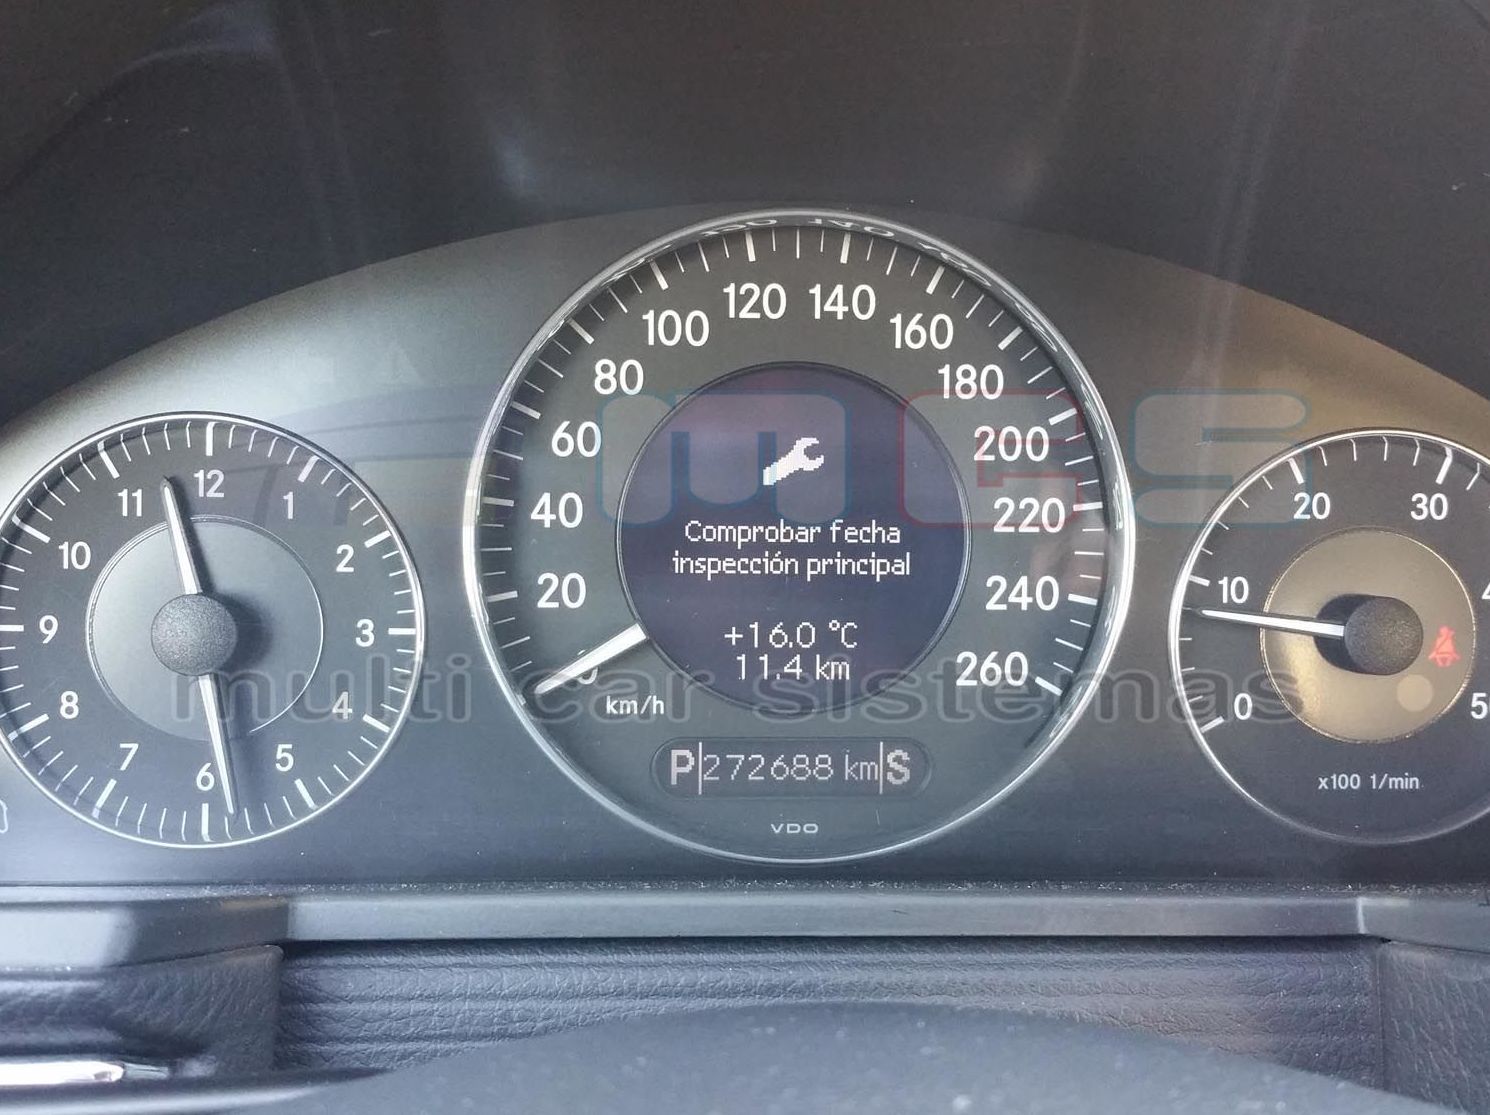 120 140
100 160
80 180
60 200
40 220
20 240
260
km/h
Comprobar fecha
inspección principal
+16.0 °C
11.4 km
P 272688 km S
VDO
12
11 1
10 2
9 3
8 4
7 5
6
20 30
10
0
x100 1/min
MCS
multi car sistemas